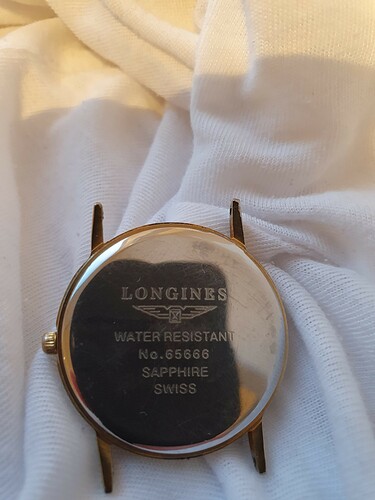 LONGINES
WATER RESISTANT
No.65666
SAPPHIRE
SWISS